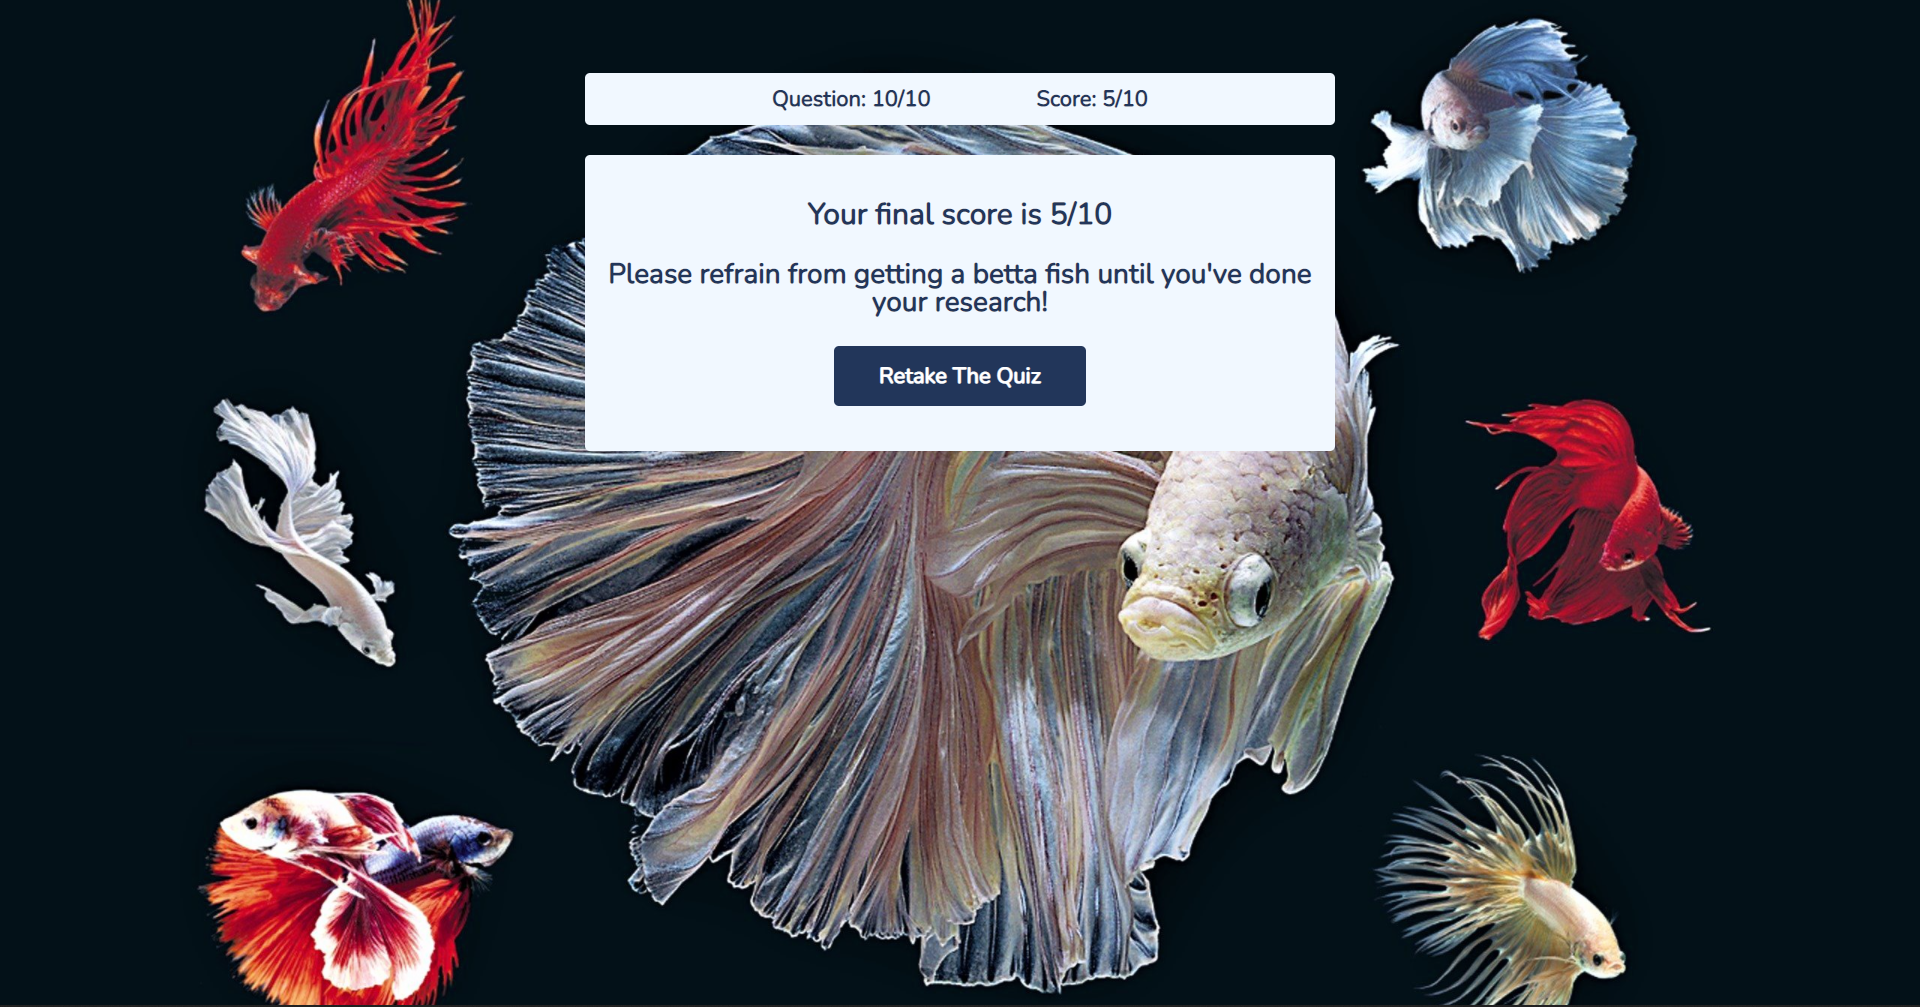 Question: 10/10 Score: 5/10
Your final score is 5/10
Please refrain from getting a betta fish until you've done
your research!
Retake The Quiz